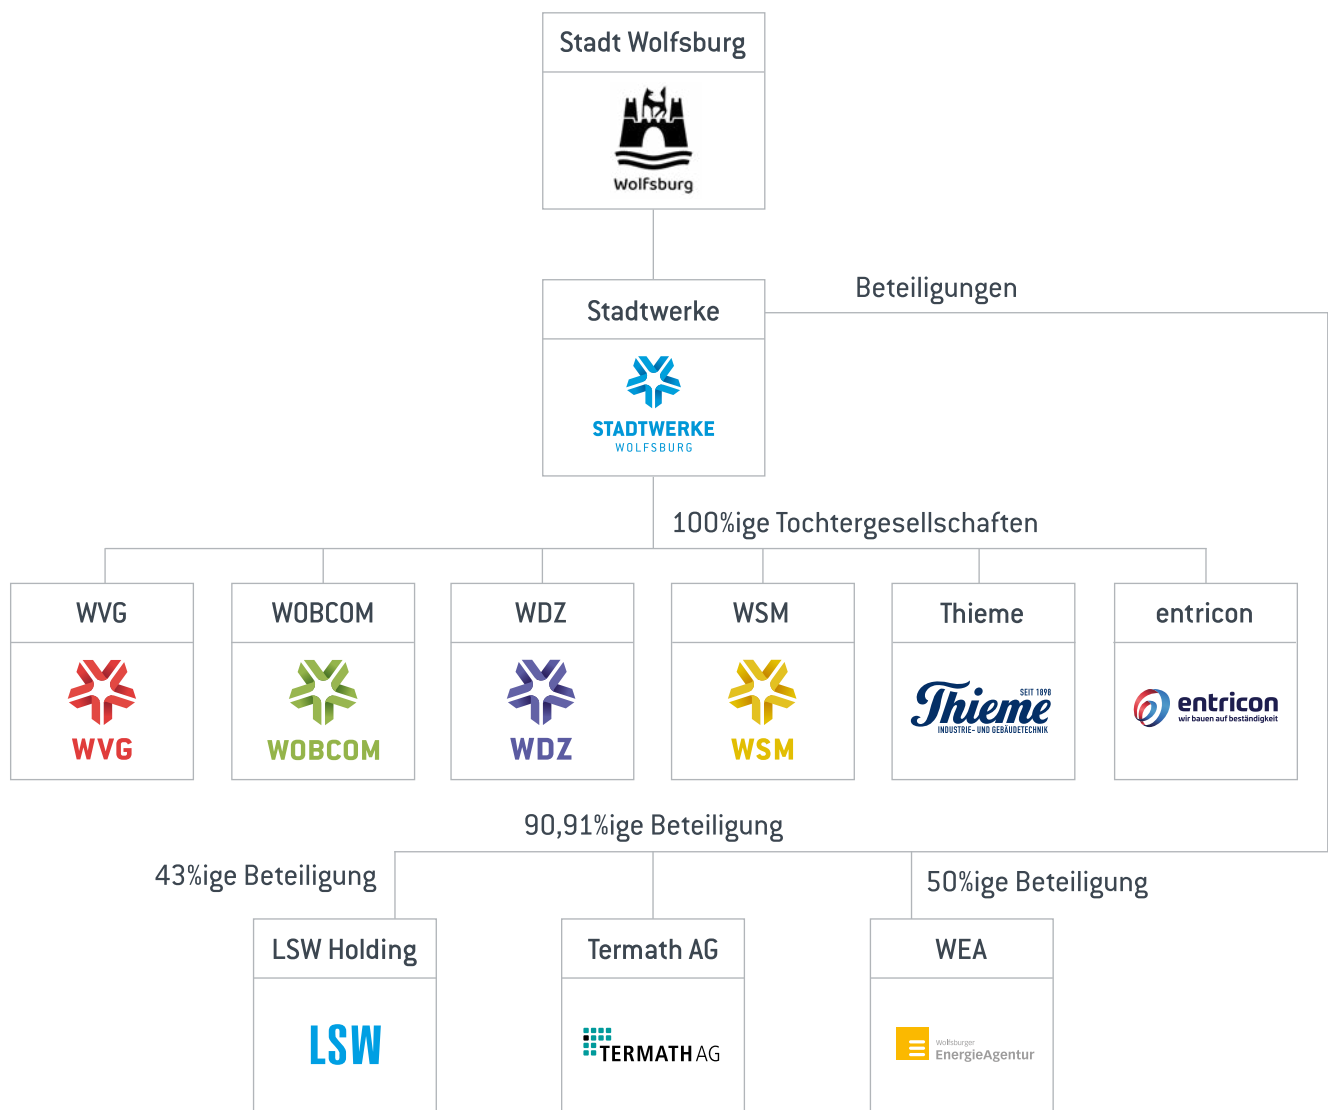 Stadt Wolfsburg
Wolfsburg
Beteiligungen
Stadtwerke
STADTWERKE
WOLFSBURG
100%ige Tochtergesellschaften
WVG
WVG
WOBCOM
WOBCOM
WDZ
WDZ
WSM
WSM
Thieme
SEIT 1898
Thieme
INDUSTRIE- UND GEBÄUDETECHNIK
entricon
entricon
wir bauen auf beständigkeit
90,91%ige Beteiligung
43%ige Beteiligung
50%ige Beteiligung
LSW Holding
LSW
Termath AG
TERMATH AG
WEA
Wolfsburger
EnergieAgentur